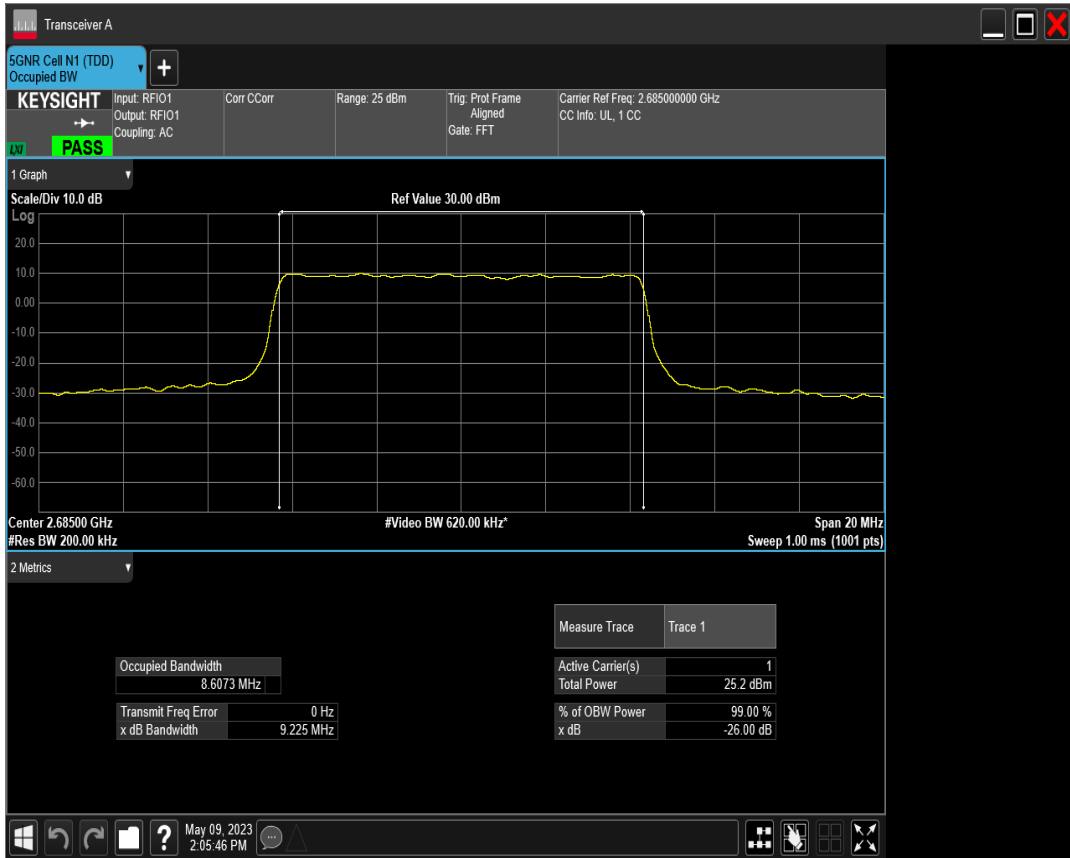 Transceiver A
5GNR Cell N1 (TDD)
Occupied BW
+
KEYSIGHT
Input: RFIO1
Output: RFIO1
Coupling: AC
Corr CCorr
Range: 25 dBm
Trig: Prot Frame
Aligned
Gate: FFT
Carrier Ref Freq: 2.685000000 GHz
CC Info: UL, 1 CC
LXI
PASS
1 Graph
Scale/Div 10.0 dB
Ref Value 30.00 dBm
Log
20.0
10.0
0.00
-10.0
-20.0
-30.0
-40.0
-50.0
-60.0
Center 2.68500 GHz
#Video BW 620.00 kHz*
Span 20 MHz
#Res BW 200.00 kHz
Sweep 1.00 ms (1001 pts)
2 Metrics
Measure Trace
Trace 1
Occupied Bandwidth
8.6073 MHz
Active Carrier(s)
1
Total Power
25.2 dBm
Transmit Freq Error
0 Hz
% of OBW Power
99.00 %
x dB Bandwidth
9.225 MHz
x dB
-26.00 dB
?
May 09, 2023
2:05:46 PM